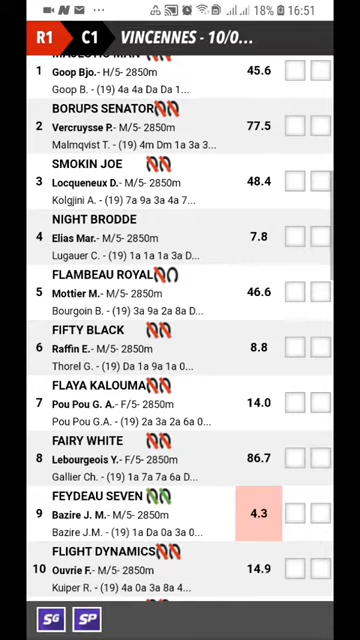 18% 16:51
R1 C1 VINCENNES - 10/0...
MAJESTIC MAN
1 Goop Bjo.- H/5- 2850m 45.6
Goop B. - (19) 4a 4a Da Da 1...
BORUPS SENATOR
2 Vercruysse P.- M/5- 2850m 77.5
Malmqvist T. - (19) 4m Dm 1a 3a 3...
SMOKIN JOE
3 Locqueneux D.- M/5- 2850m 48.4
Kolgjini A. - (19) 7a 9a 3a 4a 7...
NIGHT BRODDE
4 Elias Mar.- M/5- 2850m 7.8
Lugauer C. - (19) 1a 1a 1a 3a D...
FLAMBEAU ROYAL
5 Mottier M.- M/5- 2850m 46.6
Bourgoin B. - (19) 3a 9a 2a 8a D...
FIFTY BLACK
6 Raffin E.- M/5- 2850m 8.8
Thorel G. - (19) Da 1a 9a 1a 0...
FLAYA KALOUMA
7 Pou Pou G. A.- F/5- 2850m 14.0
Pou Pou G.A. - (19) 2a 3a 2a 6a 0...
FAIRY WHITE
8 Lebourgeois Y.- F/5- 2850m 86.7
Gallier Ch. - (19) 1a 7a 7a 6a D...
FEYDEAU SEVEN
9 Bazire J. M.- M/5- 2850m 4.3
Bazire J.M. - (19) 1a Da 0a 3a 0...
FLIGHT DYNAMICS
10 Ouvrie F.- M/5- 2850m 14.9
Kuiper R. - (19) 4a 0a 3a 8a 4...
SG SP